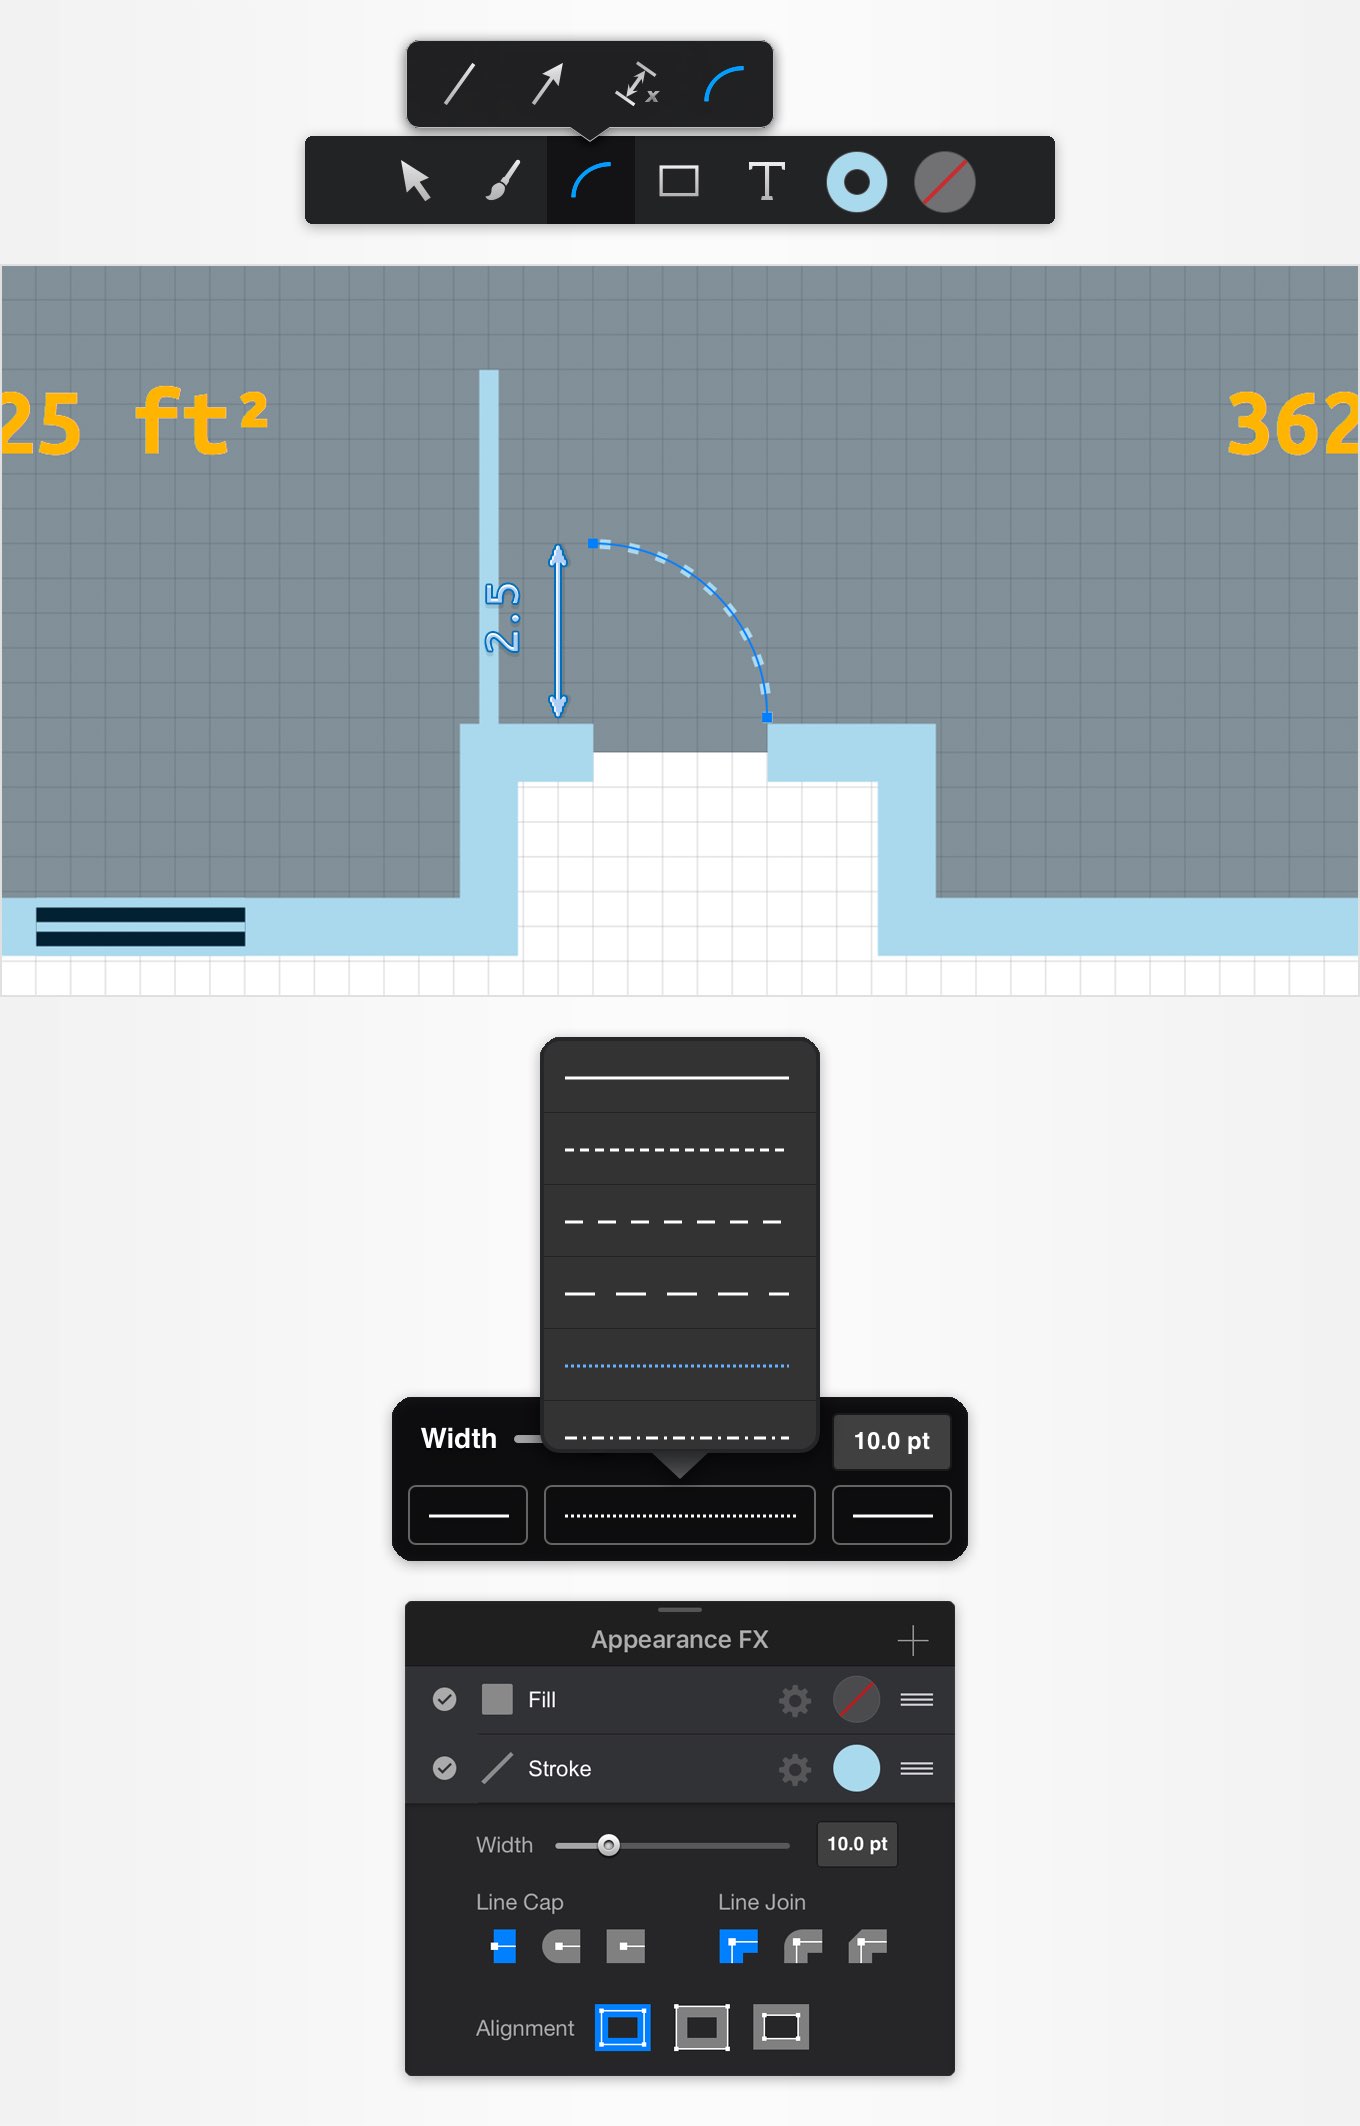 x
T
25 ft²
362
2.5
Width
10.0 pt
Appearance FX
Fill
Stroke
Width
10.0 pt
Line Cap
Line Join
Alignment